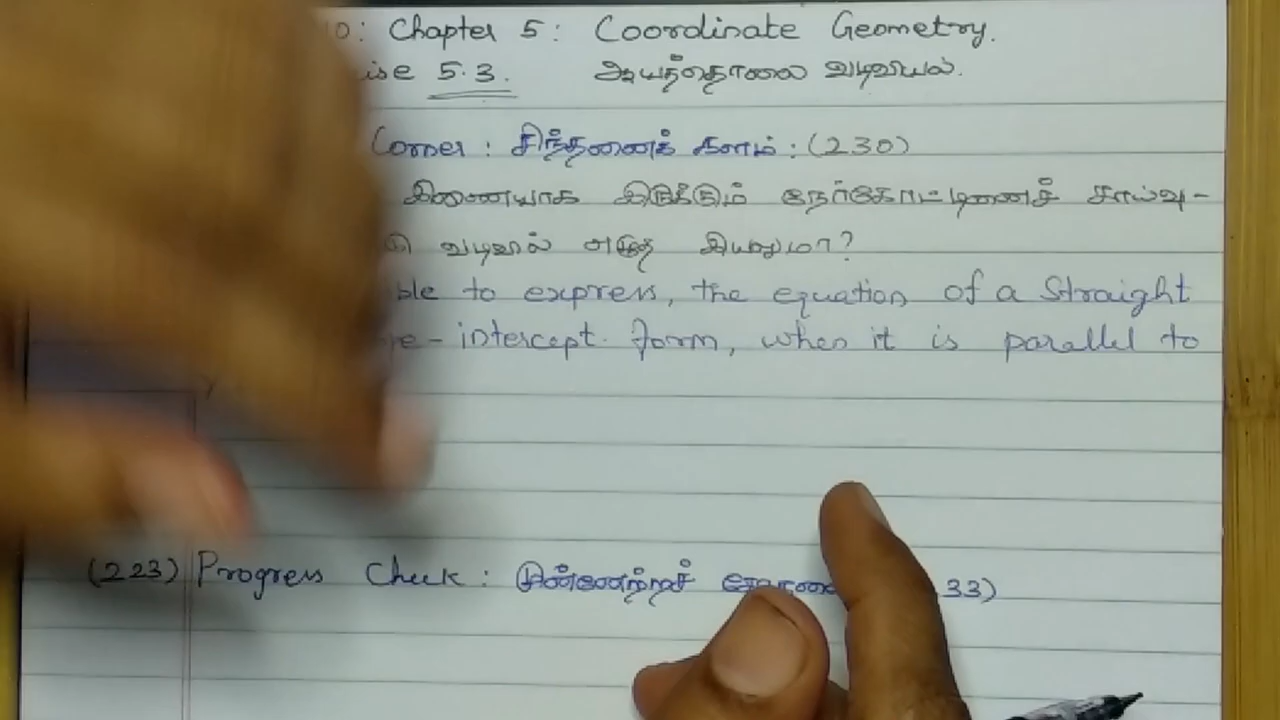 10: Chapter 5: Coordinate Geometry.
ise 5.3. ஆயத்தொலை வடிவியல்.
Corner : சிந்தனைக் களம் : (230)
இணையாக இருக்கும் நேர்கோட்டினைச் சாய்வு-
டு வடிவில் எழுத இயலுமா?
ble to express, the equation of a Straight
pe-intercept. form, when it is parallel to
Y
(223) Progress Check : முன்னேற்றச் 33)